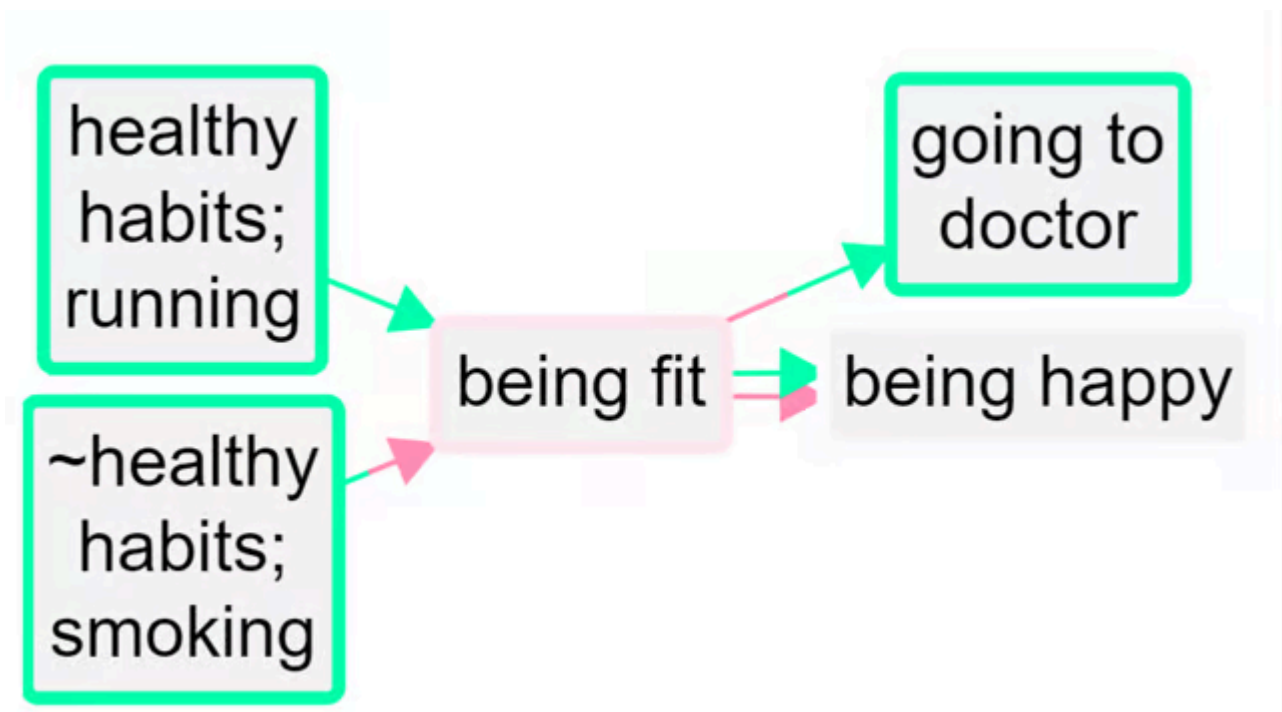 healthy
habits;
running
~healthy
habits;
smoking
being fit
going to
doctor
being happy